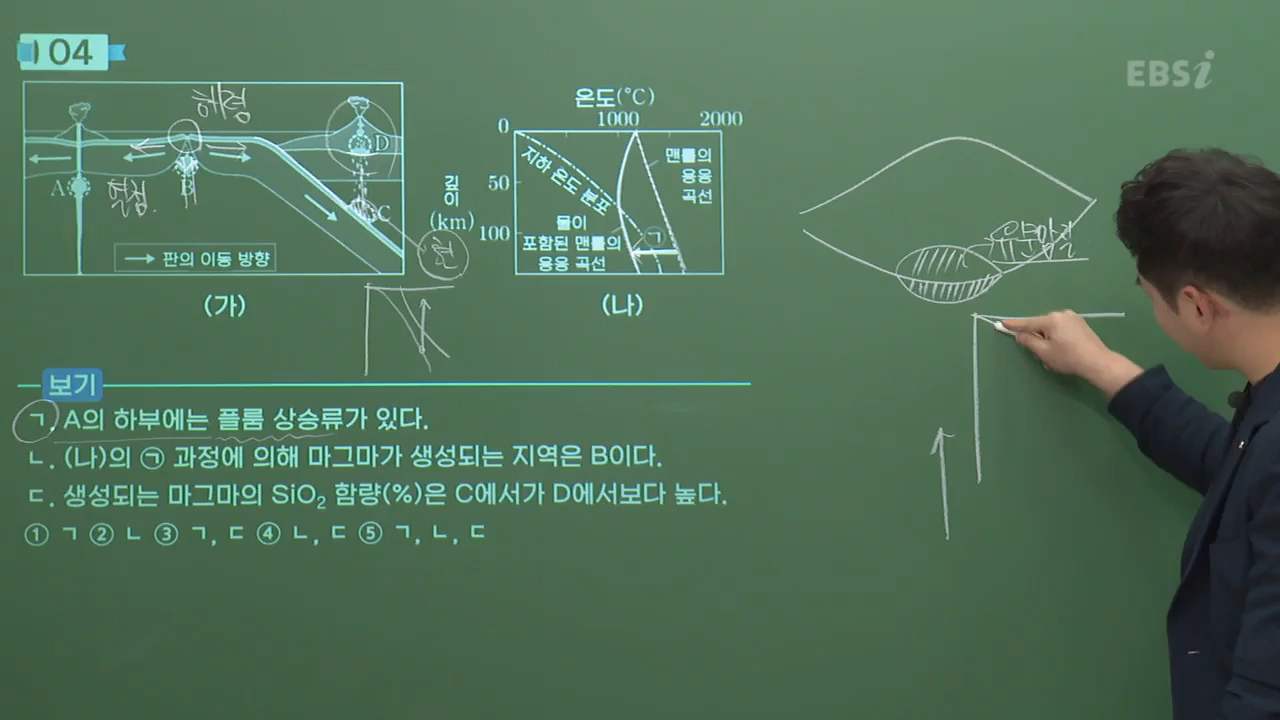 04
EBSi
해령
온도(℃)
0 1000 2000
깊이(km)
50
100
지하 온도 분포
맨틀의 용융 곡선
물이 포함된 맨틀의 용융 곡선
㉠
A
열점
B
C
D
→ 판의 이동 방향
(가)
(나)
유문암질
보기
ㄱ. A의 하부에는 플룸 상승류가 있다.
ㄴ. (나)의 ㉠ 과정에 의해 마그마가 생성되는 지역은 B이다.
ㄷ. 생성되는 마그마의 SiO₂ 함량(%)은 C에서가 D에서보다 높다.
① ㄱ ② ㄴ ③ ㄱ, ㄷ ④ ㄴ, ㄷ ⑤ ㄱ, ㄴ, ㄷ